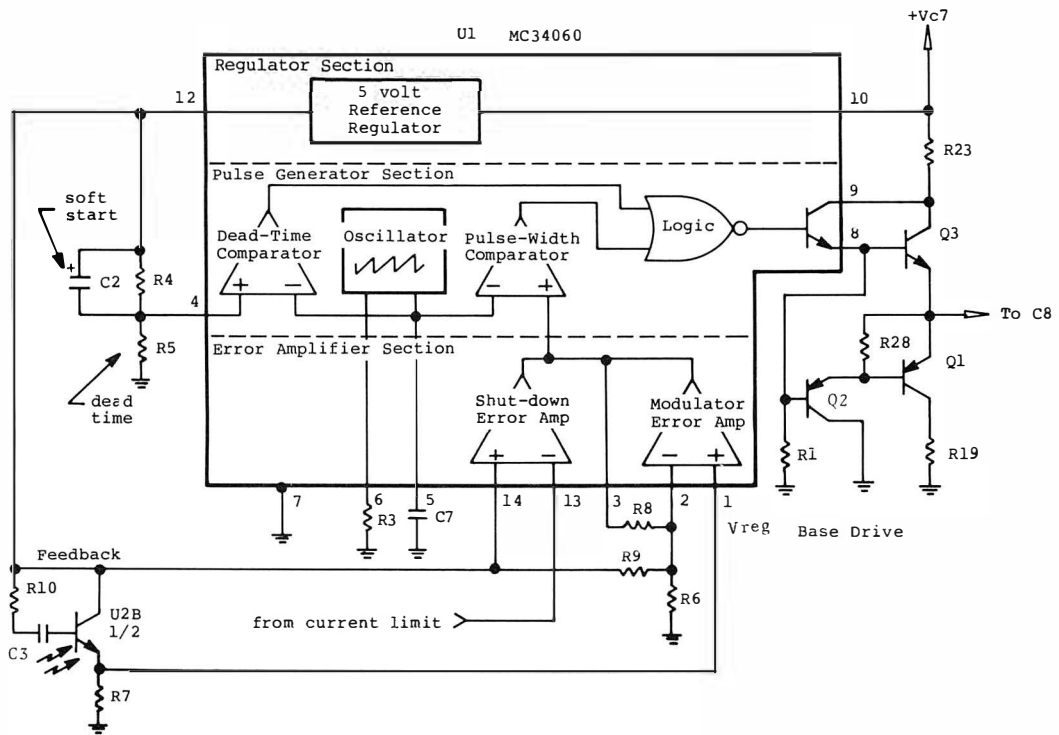 +Vc7
U1 MC34060
Regulator Section
12
5 volt
Reference
Regulator
10
R23
Pulse Generator Section
soft
start
9
Dead-Time
Comparator
Oscillator
Pulse-Width
Comparator
Logic
8
Q3
+
C2
R4
4
+ −
− +
To C8
R5
Error Amplifier Section
R28
Q1
dead
time
Shut-down
Error Amp
Modulator
Error Amp
Q2
+ −
− +
R1
R19
7
6
5
14
13
3
2
1
R3
C7
R8
Vreg
Base Drive
Feedback
R9
R10
R6
U2B
1/2
from current limit
C3
R7